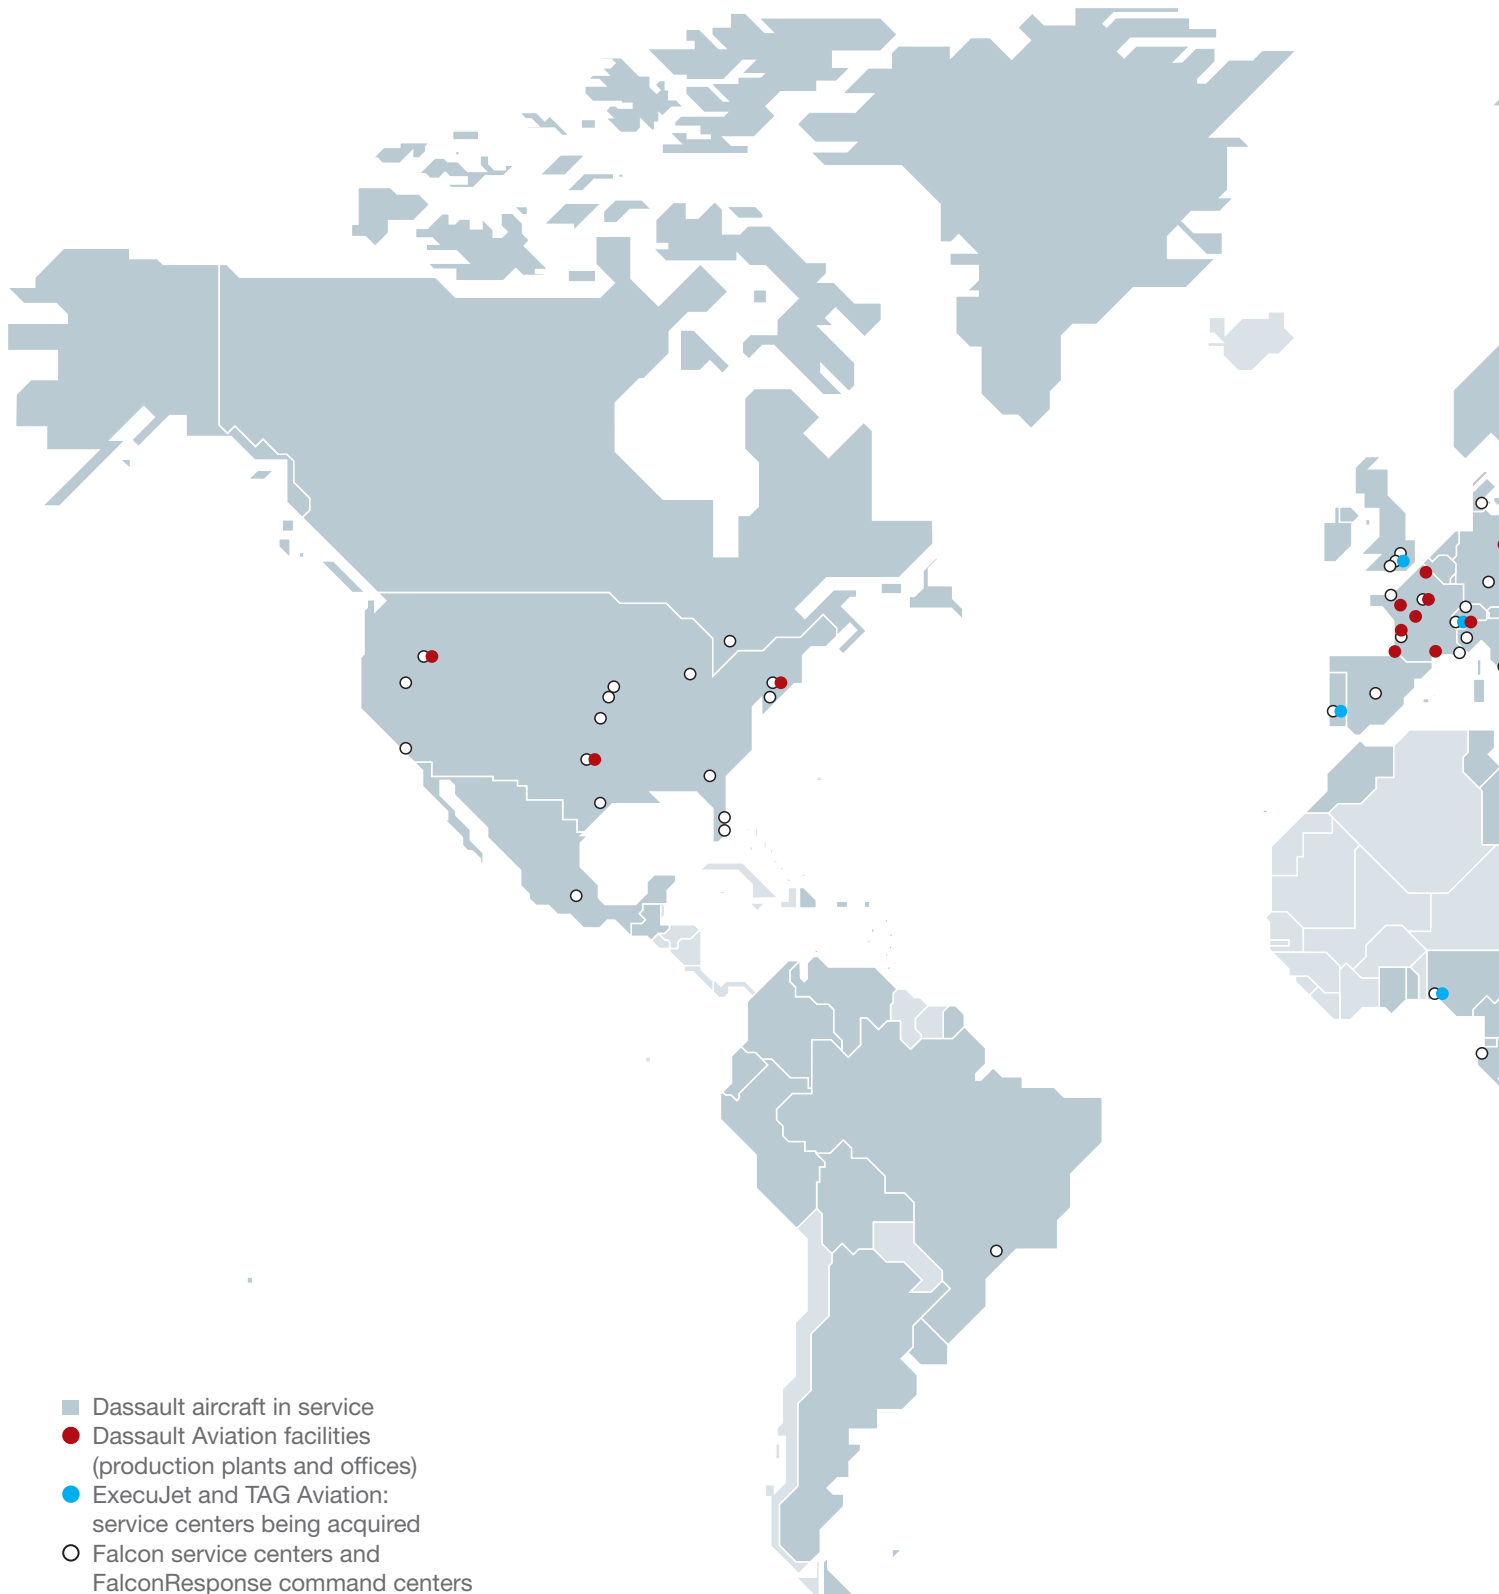 Dassault aircraft in service
Dassault Aviation facilities
(production plants and offices)
ExecuJet and TAG Aviation:
service centers being acquired
Falcon service centers and
FalconResponse command centers